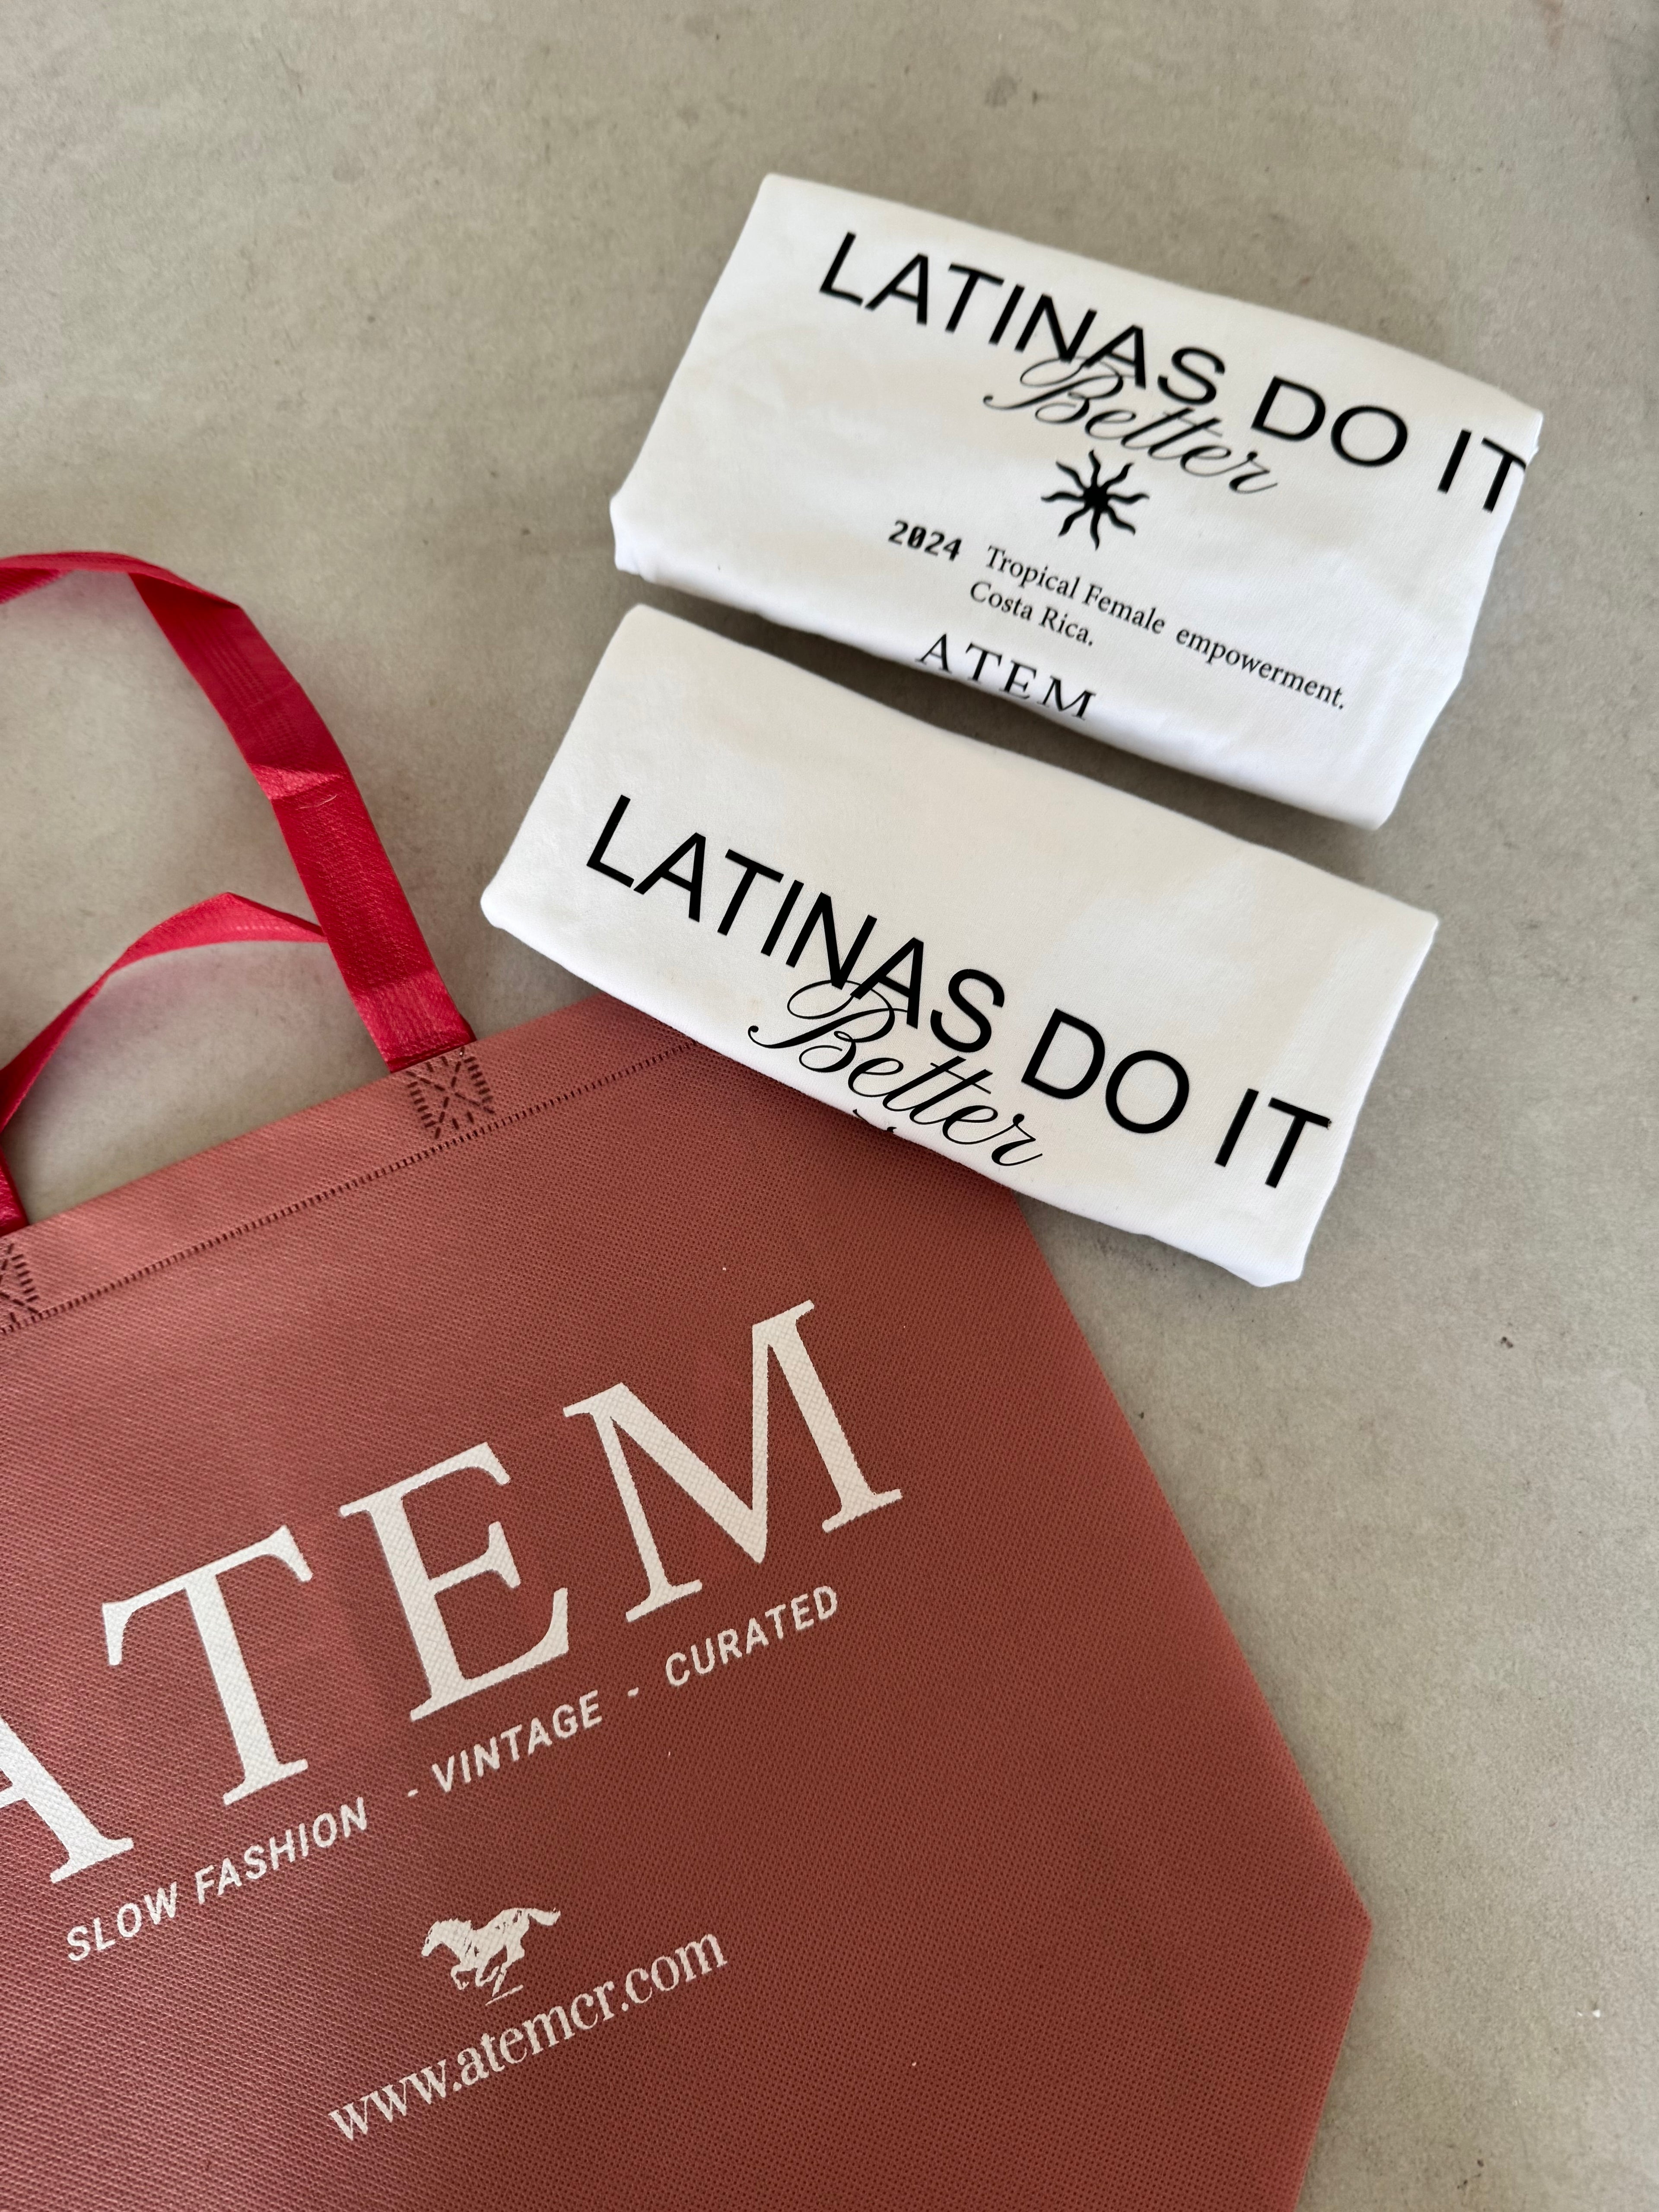 LATINAS DO IT
Better
2024 Tropical Female empowerment.
Costa Rica.
ATEM
LATINAS DO IT
Better
ATEM
SLOW FASHION - VINTAGE - CURATED
www.atemcr.com